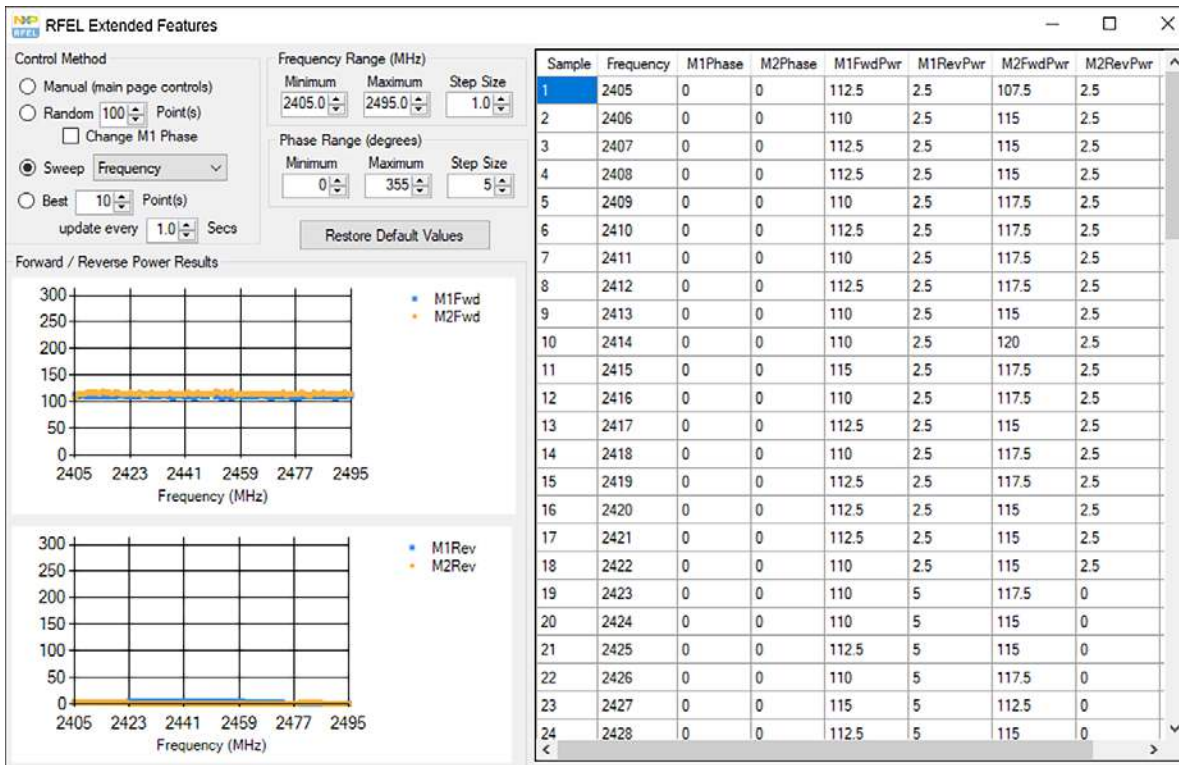 NXP RFEL RFEL Extended Features
Control Method
Manual (main page controls)
Random 100 Point(s)
Change M1 Phase
Sweep Frequency
Best 10 Point(s)
update every 1.0 Secs
Frequency Range (MHz)
Minimum Maximum Step Size
2405.0 2495.0 1.0
Phase Range (degrees)
Minimum Maximum Step Size
0 355 5
Restore Default Values
Forward / Reverse Power Results
300
250
200
150
100
50
0
2405 2423 2441 2459 2477 2495
Frequency (MHz)
M1Fwd
M2Fwd
300
250
200
150
100
50
0
2405 2423 2441 2459 2477 2495
Frequency (MHz)
M1Rev
M2Rev
Sample Frequency M1Phase M2Phase M1FwdPwr M1RevPwr M2FwdPwr M2RevPwr
1 2405 0 0 112.5 2.5 107.5 2.5
2 2406 0 0 110 2.5 115 2.5
3 2407 0 0 112.5 2.5 115 2.5
4 2408 0 0 112.5 2.5 115 2.5
5 2409 0 0 110 2.5 117.5 2.5
6 2410 0 0 112.5 2.5 117.5 2.5
7 2411 0 0 110 2.5 117.5 2.5
8 2412 0 0 112.5 2.5 117.5 2.5
9 2413 0 0 110 2.5 115 2.5
10 2414 0 0 110 2.5 120 2.5
11 2415 0 0 115 2.5 117.5 2.5
12 2416 0 0 110 2.5 117.5 2.5
13 2417 0 0 112.5 2.5 115 2.5
14 2418 0 0 110 2.5 117.5 2.5
15 2419 0 0 112.5 2.5 117.5 2.5
16 2420 0 0 112.5 2.5 115 2.5
17 2421 0 0 112.5 2.5 115 2.5
18 2422 0 0 110 2.5 115 2.5
19 2423 0 0 110 5 117.5 0
20 2424 0 0 110 5 115 0
21 2425 0 0 112.5 5 115 0
22 2426 0 0 110 5 117.5 0
23 2427 0 0 115 5 112.5 0
24 2428 0 0 112.5 5 115 0